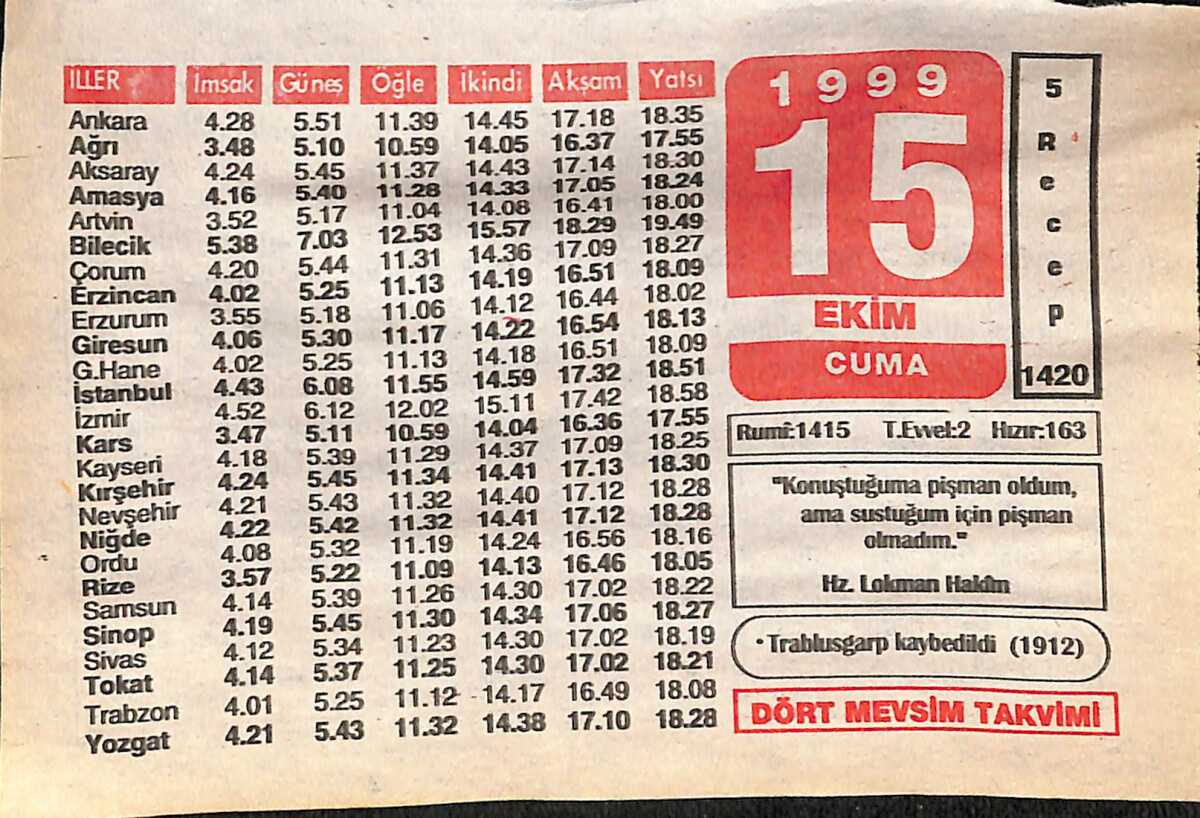 İLLER İmsak Güneş Öğle İkindi Akşam Yatsı
Ankara 4.28 5.51 11.39 14.45 17.18 18.35
Ağrı 3.48 5.10 10.59 14.05 16.37 17.55
Aksaray 4.24 5.45 11.37 14.43 17.14 18.30
Amasya 4.16 5.40 11.28 14.33 17.05 18.24
Artvin 3.52 5.17 11.04 14.08 16.41 18.00
Bilecik 5.38 7.03 12.53 15.57 18.29 19.49
Çorum 4.20 5.44 11.31 14.36 17.09 18.27
Erzincan 4.02 5.25 11.13 14.19 16.51 18.09
Erzurum 3.55 5.18 11.06 14.12 16.44 18.02
Giresun 4.06 5.30 11.17 14.22 16.54 18.13
G.Hane 4.02 5.25 11.13 14.18 16.51 18.09
İstanbul 4.43 6.08 11.55 14.59 17.32 18.51
İzmir 4.52 6.12 12.02 15.11 17.42 18.58
Kars 3.47 5.11 10.59 14.04 16.36 17.55
Kayseri 4.18 5.39 11.29 14.37 17.09 18.25
Kırşehir 4.24 5.45 11.34 14.41 17.13 18.30
Nevşehir 4.21 5.43 11.32 14.40 17.12 18.28
Niğde 4.22 5.42 11.32 14.41 17.12 18.28
Ordu 4.08 5.32 11.19 14.24 16.56 18.16
Rize 3.57 5.22 11.09 14.13 16.46 18.05
Samsun 4.14 5.39 11.26 14.30 17.02 18.22
Sinop 4.19 5.45 11.30 14.34 17.06 18.27
Sivas 4.12 5.34 11.23 14.30 17.02 18.19
Tokat 4.14 5.37 11.25 14.30 17.02 18.21
Trabzon 4.01 5.25 11.12 14.17 16.49 18.08
Yozgat 4.21 5.43 11.32 14.38 17.10 18.28
1999
15
EKİM
CUMA
5
R
e
c
e
p
1420
Rumî:1415 T.Evvel:2 Hızır:163
"Konuştuğuma pişman oldum,
ama sustuğum için pişman
olmadım."
Hz. Lokman Hakîm
• Trablusgarp kaybedildi (1912)
DÖRT MEVSİM TAKVİMİ